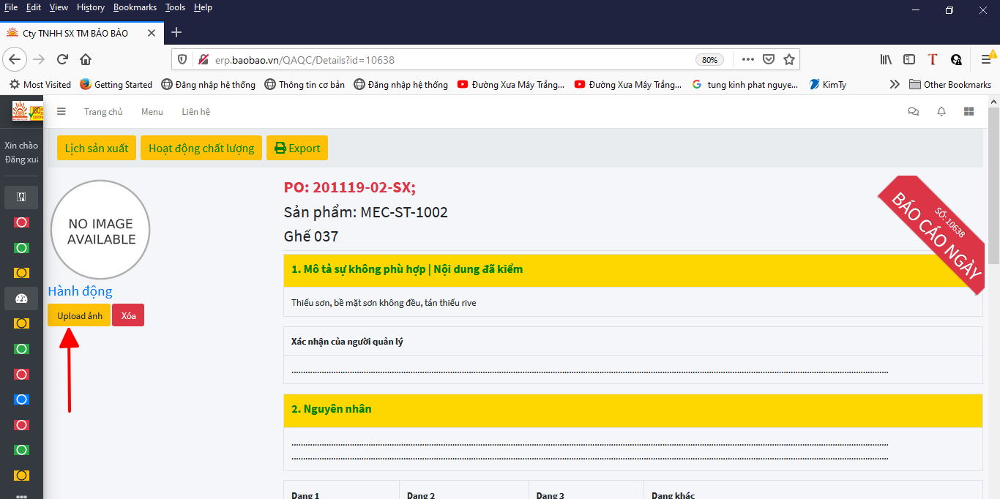 File Edit View History Bookmarks Tools Help
Cty TNHH SX TM BẢO BẢO
erp.baobao.vn/QAQC/Details?id=10638 80%
Most Visited Getting Started Đăng nhập hệ thống Thông tin cơ bản Đăng nhập hệ thống Đường Xưa Mây Trắng... Đường Xưa Mây Trắng... tung kinh phat nguye... KimTy Other Bookmarks
Trang chủ Menu Liên hệ
Xin chào
Đăng xuấ
Lịch sản xuất Hoạt động chất lượng Export
NO IMAGE
AVAILABLE
Hành động
Upload ảnh Xóa
PO: 201119-02-SX;
Sản phẩm: MEC-ST-1002
Ghế 037
SỐ: 10638
BÁO CÁO NGÀY
1. Mô tả sự không phù hợp | Nội dung đã kiểm
Thiếu sơn, bề mặt sơn không đều, tán thiếu rive
Xác nhận của người quản lý
2. Nguyên nhân
Dạng 1 Dạng 2 Dạng 3 Dạng khác